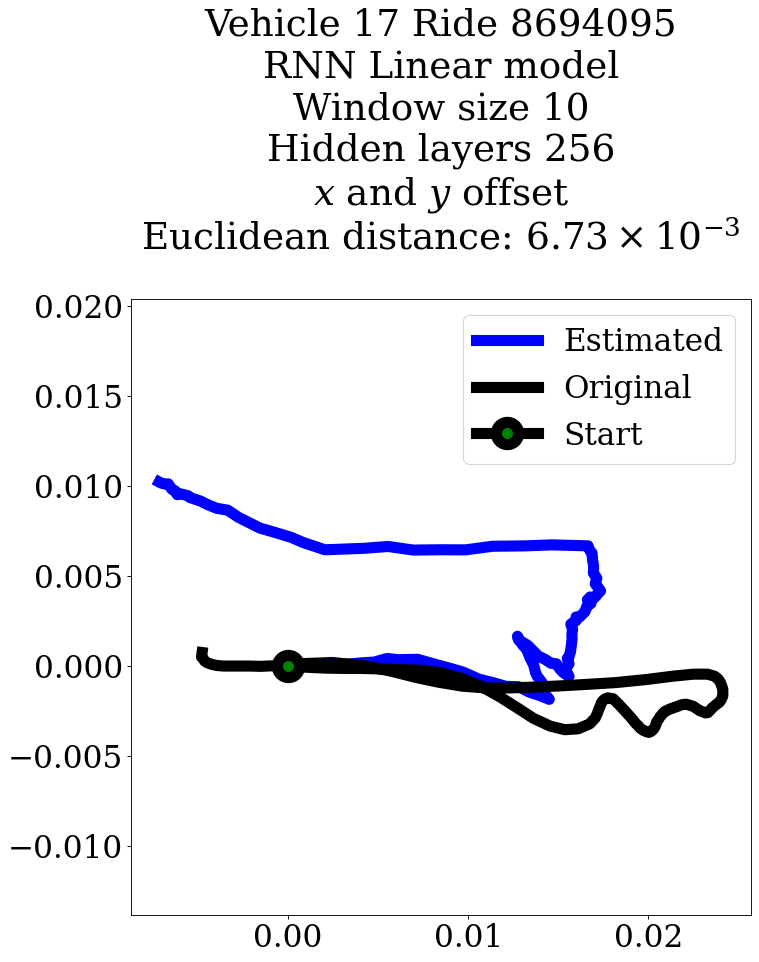 Vehicle 17 Ride 8694095
RNN Linear model
Window size 10
Hidden layers 256
x and y offset
Euclidean distance: 6.73 × 10⁻³
Estimated
Original
Start
0.020
0.015
0.010
0.005
0.000
−0.005
−0.010
0.00 0.01 0.02